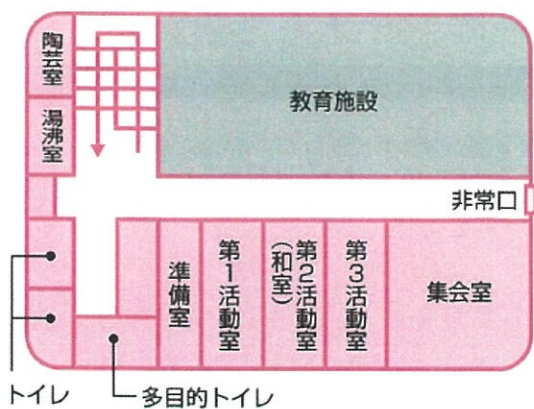 陶芸室
湯沸室
教育施設
非常口
準備室
第1活動室
第2活動室
(和室)
第3活動室
集会室
トイレ
多目的トイレ